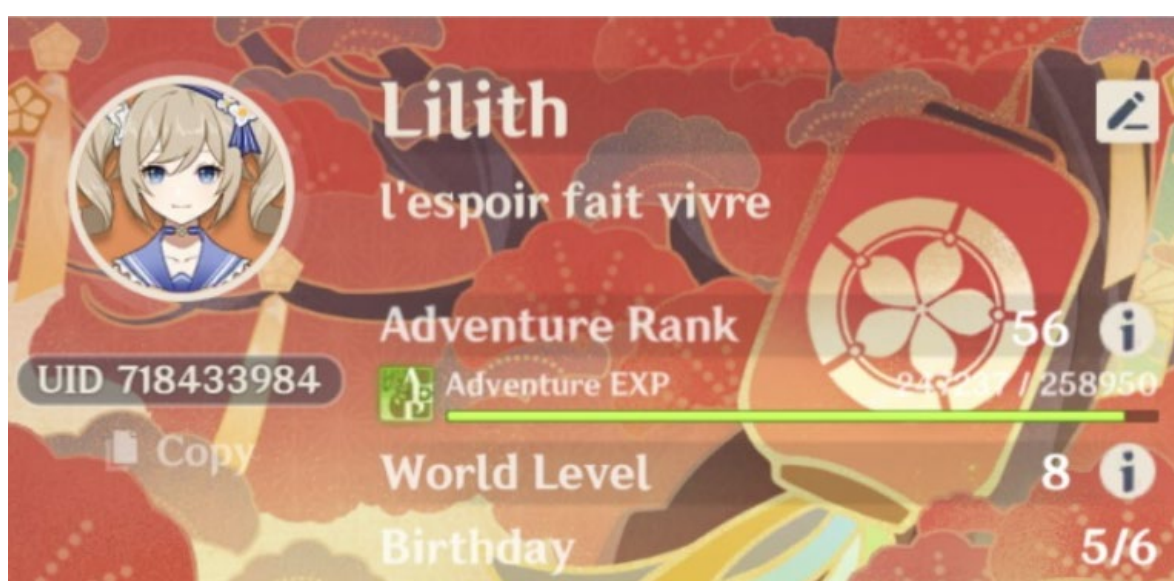 Lilith
l'espoir fait vivre
Adventure Rank 56
UID 718433984
Adventure EXP / 258950
Copy
World Level 8
Birthday 5/6